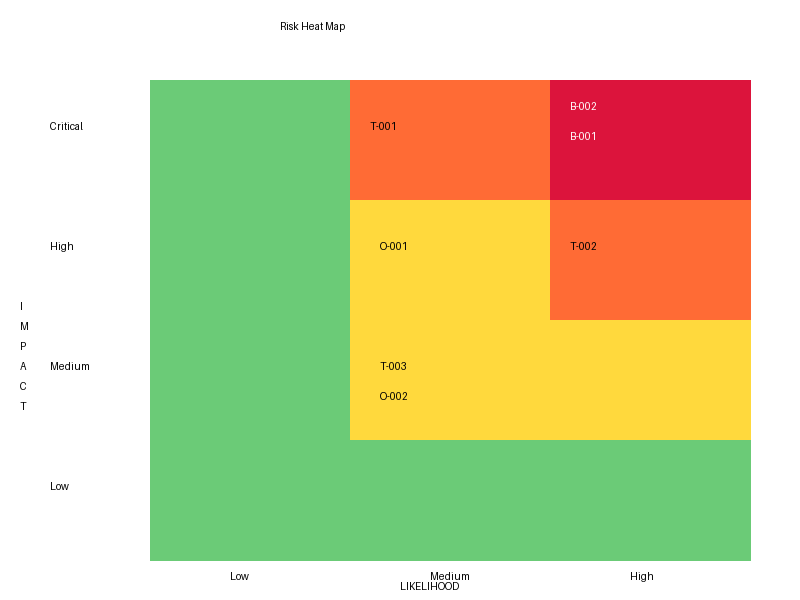 Risk Heat Map
Critical
T-001
B-002
B-001
High
O-001
T-002
I
M
P
A
C
T
Medium
T-003
O-002
Low
Low
Medium
High
LIKELIHOOD